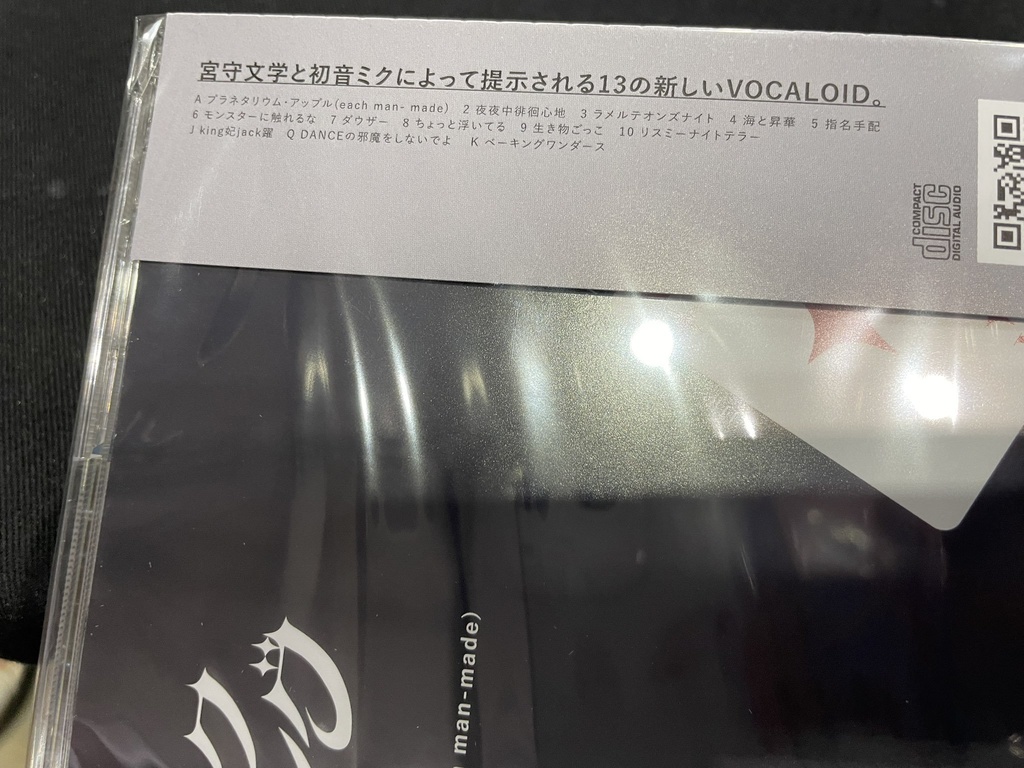 宮守文学と初音ミクによって提示される13の新しいVOCALOID。
A プラネタリウム・アップル(each man- made) 2 夜夜中徘徊心地 3 ラメルテオンズナイト 4 海と昇華 5 指名手配
6 モンスターに触れるな 7 ダウザー 8 ちょっと浮いてる 9 生き物ごっこ 10 リスミーナイトテラー
J king妃jack躍 Q DANCEの邪魔をしないでよ K ベーキングワンダース
COMPACT
disc
DIGITAL AUDIO
man-made)